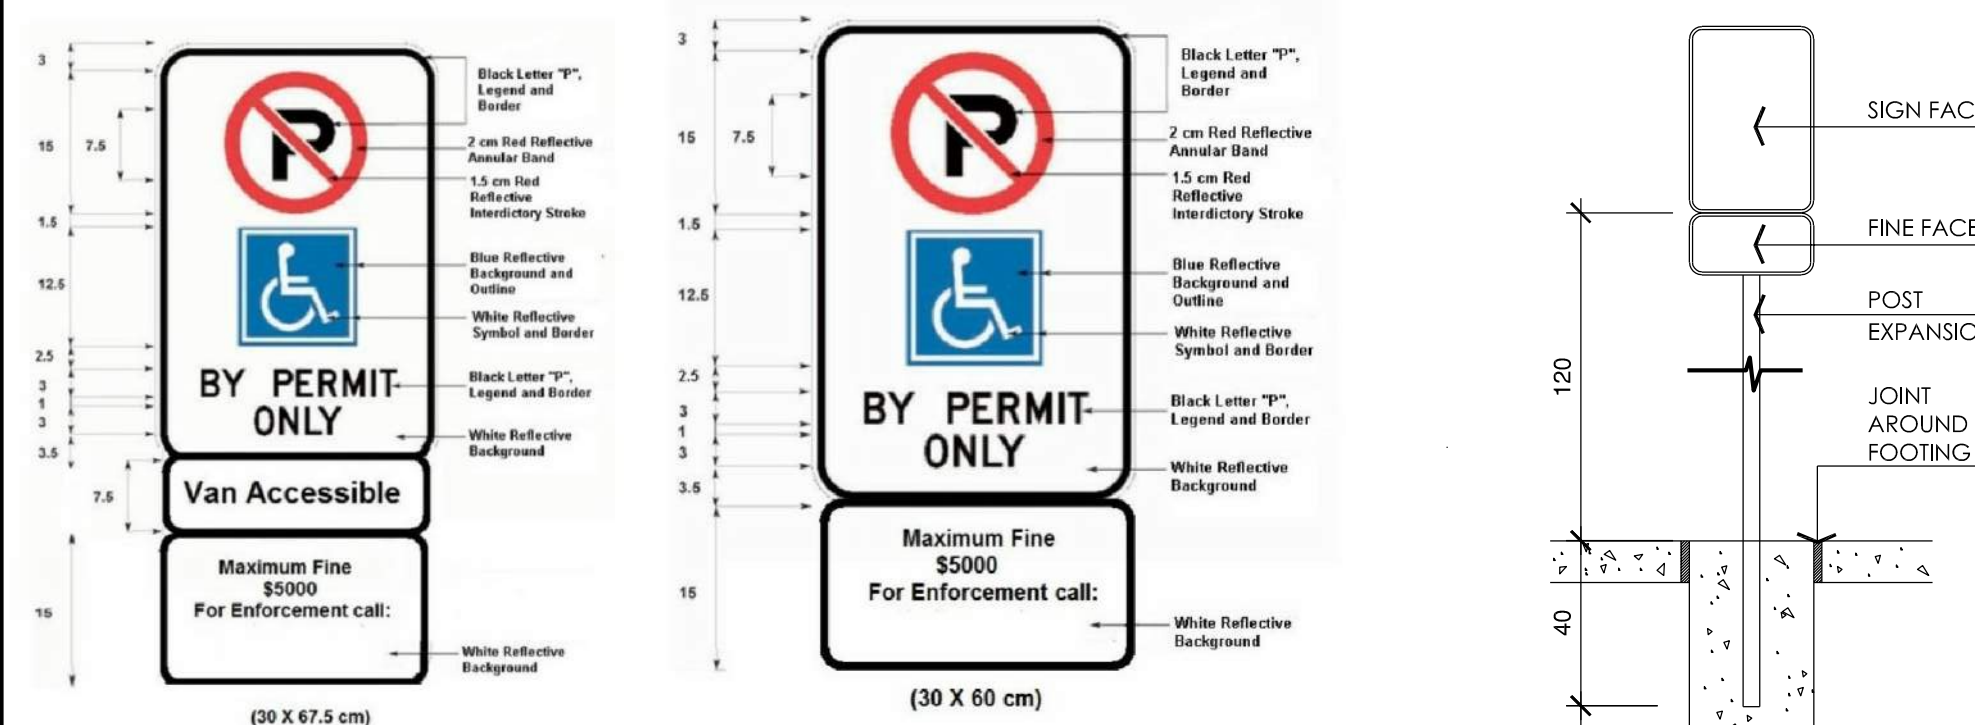 3
15
7.5
1.5
12.5
2.5
3
1
3
3.5
7.5
15
P
BY PERMIT
ONLY
Van Accessible
Maximum Fine
$5000
For Enforcement call:
(30 X 67.5 cm)
Black Letter "P",
Legend and
Border
2 cm Red Reflective
Annular Band
1.5 cm Red
Reflective
Interdictory Stroke
Blue Reflective
Background and
Outline
White Reflective
Symbol and Border
Black Letter "P",
Legend and Border
White Reflective
Background
White Reflective
Background
3
15
7.5
1.5
12.5
2.5
3
1
3
3.5
15
P
BY PERMIT
ONLY
Maximum Fine
$5000
For Enforcement call:
(30 X 60 cm)
Black Letter "P",
Legend and
Border
2 cm Red Reflective
Annular Band
1.5 cm Red
Reflective
Interdictory Stroke
Blue Reflective
Background and
Outline
White Reflective
Symbol and Border
Black Letter "P",
Legend and Border
White Reflective
Background
White Reflective
Background
120
40
SIGN FAC
FINE FACE
POST
EXPANSIO
JOINT
AROUND
FOOTING